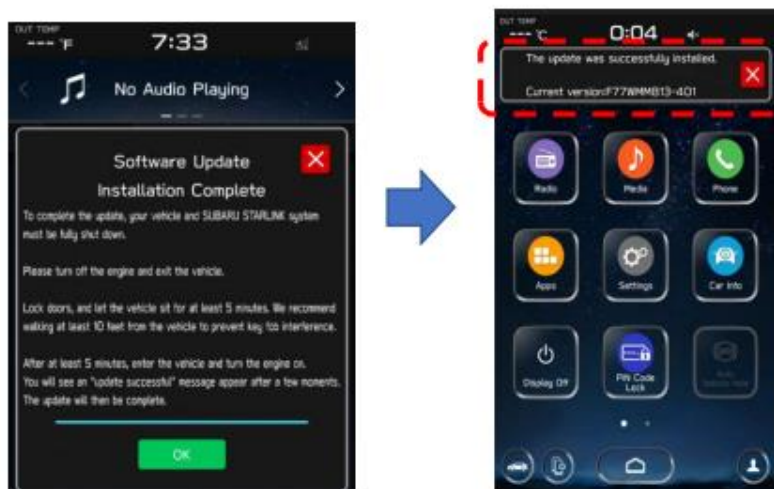 OUT TEMP
--- °F
7:33
No Audio Playing
Software Update
Installation Complete
To complete the update, your vehicle and SUBARU STARLINK system
must be fully shut down.
Please turn off the engine and exit the vehicle.
Lock doors, and let the vehicle sit for at least 5 minutes. We recommend
walking at least 10 feet from the vehicle to prevent key fob interference.
After at least 5 minutes, enter the vehicle and turn the engine on.
You will see an "update successful" message appear after a few moments.
The update will then be complete.
OK
OUT TEMP
--- °C
0:04
The update was successfully installed.
Current version:F77WMMB13-401
Radio
Media
Phone
Apps
Settings
Car Info
Display Off
PIN Code
Lock